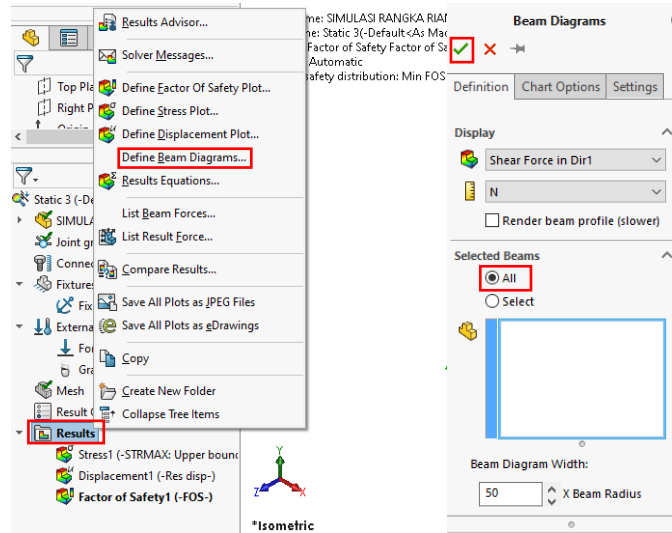 Results Advisor...
Solver Messages...
Define Factor Of Safety Plot...
Define Stress Plot...
Define Displacement Plot...
Define Beam Diagrams...
Results Equations...
List Beam Forces...
List Result Force...
Compare Results...
Save All Plots as JPEG Files
Save All Plots as eDrawings
Copy
Create New Folder
Collapse Tree Items
Top Pla
Right P
Origin
Static 3 (-De
SIMULA
Joint gr
Connec
Fixtures
Fix
Externa
For
Gra
Mesh
Result O
Results
Stress1 (-STRMAX: Upper bound
Displacement1 (-Res disp-)
Factor of Safety1 (-FOS-)
me: SIMULASI RANGKA RIAN
ne: Static 3(-Default<As Mac
Factor of Safety Factor of Sa
Automatic
safety distribution: Min FOS
Y
Z
X
*Isometric
Beam Diagrams
Definition
Chart Options
Settings
Display
Shear Force in Dir1
N
Render beam profile (slower)
Selected Beams
All
Select
Beam Diagram Width:
50
X Beam Radius